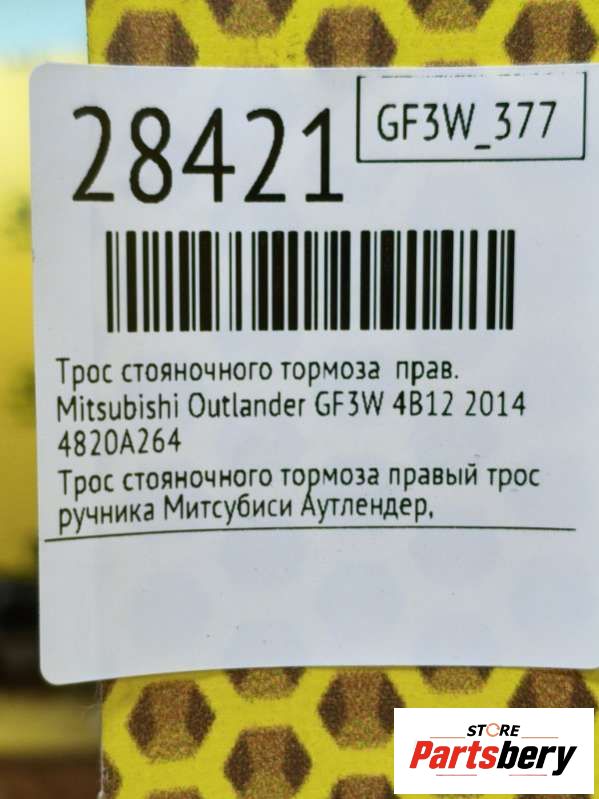 28421
GF3W_377
Трос стояночного тормоза прав.
Mitsubishi Outlander GF3W 4B12 2014
4820A264
Трос стояночного тормоза правый трос
ручника Митсубиси Аутлендер,
STORE
Partsbery